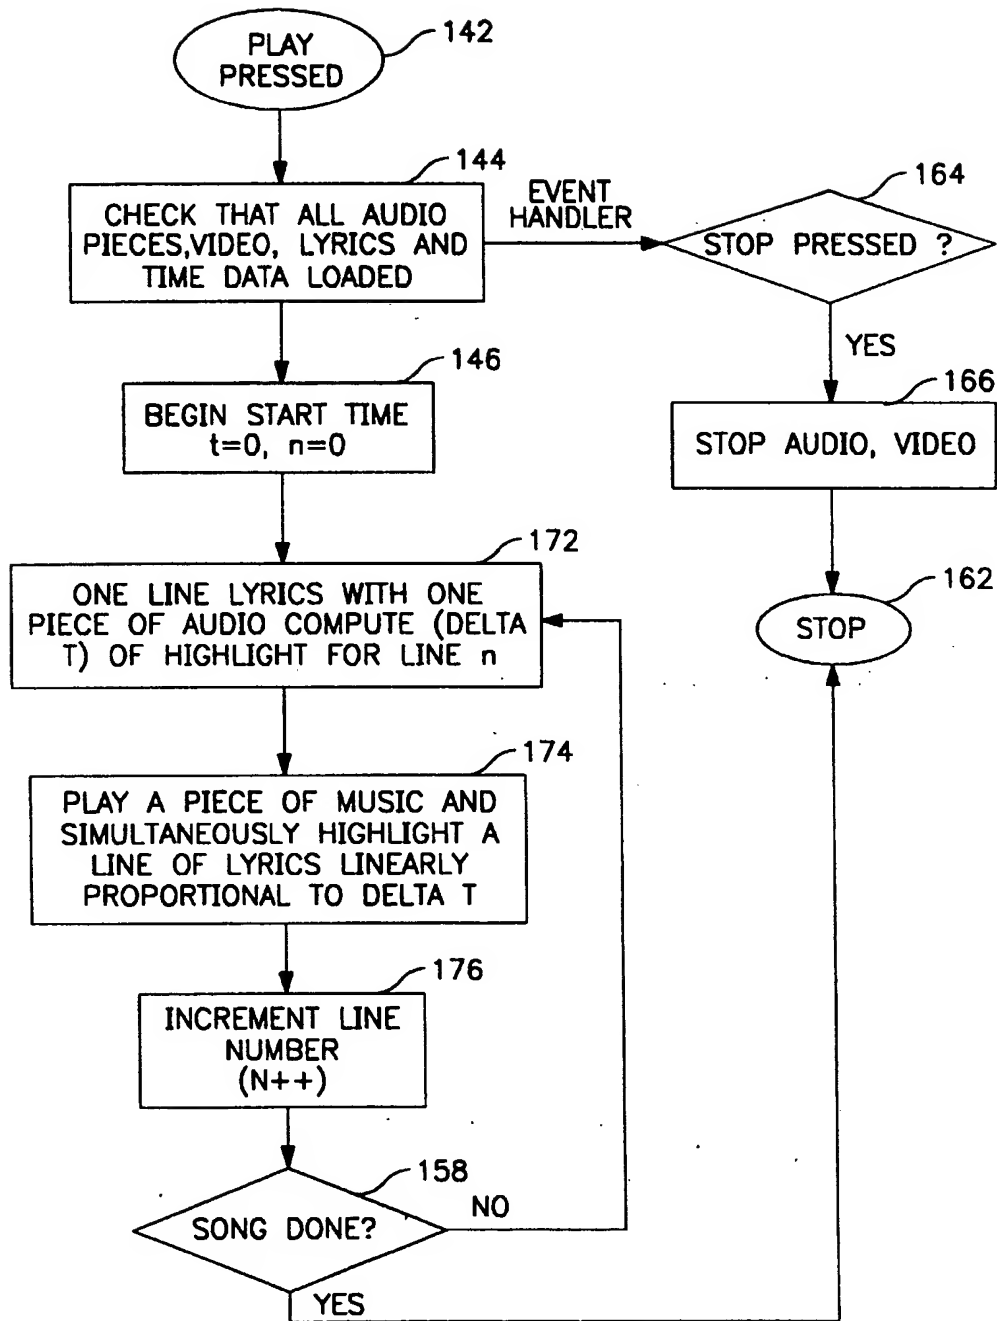 PLAY
PRESSED
142
144
CHECK THAT ALL AUDIO
PIECES,VIDEO, LYRICS AND
TIME DATA LOADED
EVENT
HANDLER
164
STOP PRESSED ?
YES
146
BEGIN START TIME
t=0, n=0
166
STOP AUDIO, VIDEO
172
ONE LINE LYRICS WITH ONE
PIECE OF AUDIO COMPUTE (DELTA
T) OF HIGHLIGHT FOR LINE n
162
STOP
174
PLAY A PIECE OF MUSIC AND
SIMULTANEOUSLY HIGHLIGHT A
LINE OF LYRICS LINEARLY
PROPORTIONAL TO DELTA T
176
INCREMENT LINE
NUMBER
(N++)
158
SONG DONE?
NO
YES